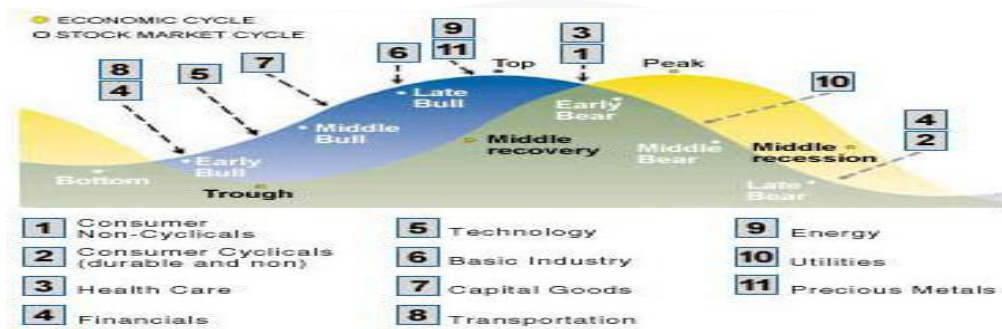 ECONOMIC CYCLE
STOCK MARKET CYCLE
8
4
5
7
6
9
11
Top
3
1
Peak
10
4
2
Late
Bull
Early
Bear
Middle
Bull
Middle
recovery
Middle
Bear
Middle
recession
Early
Bull
Bottom
Trough
Late
Bear
1 Consumer
Non-Cyclicals
2 Consumer Cyclicals
(durable and non)
3 Health Care
4 Financials
5 Technology
6 Basic Industry
7 Capital Goods
8 Transportation
9 Energy
10 Utilities
11 Precious Metals